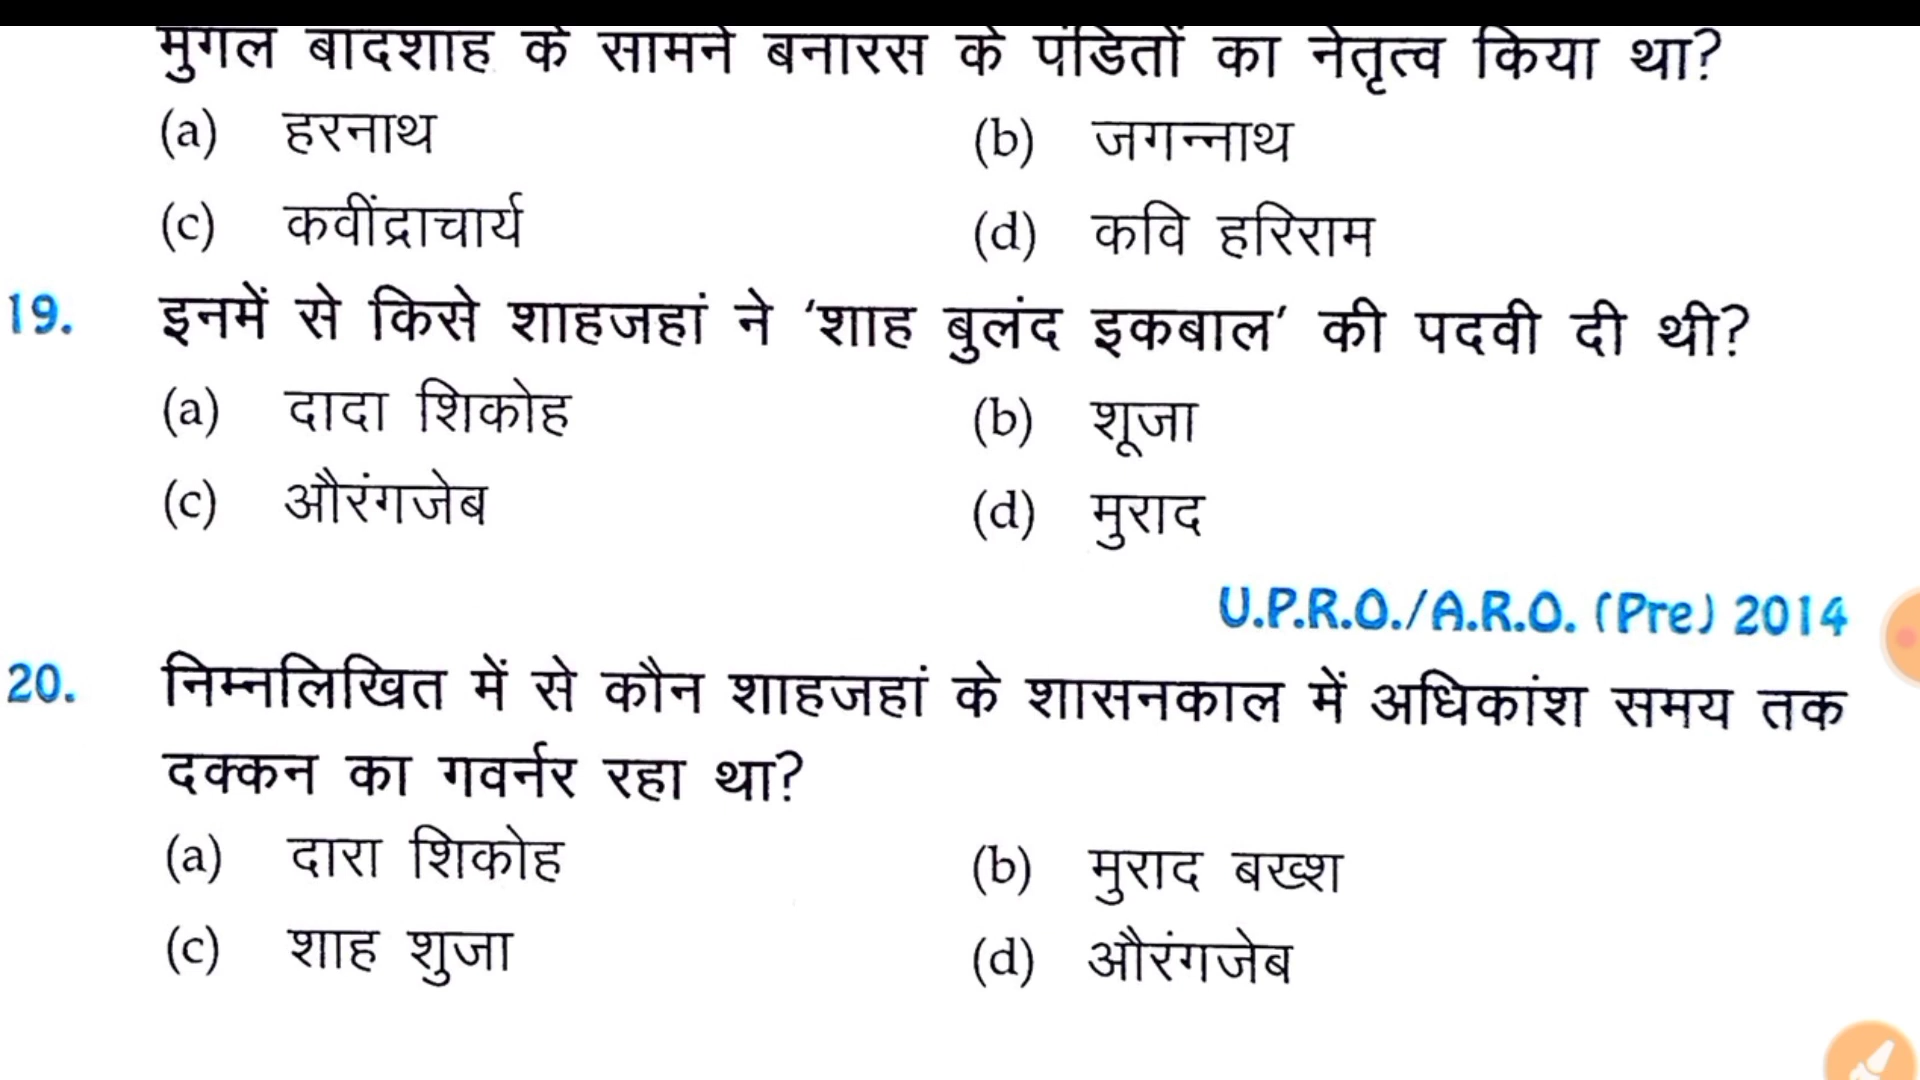 मुगल बादशाह के सामने बनारस के पंडितों का नेतृत्व किया था?
(a) हरनाथ (b) जगन्नाथ
(c) कवींद्राचार्य (d) कवि हरिराम
19. इनमें से किसे शाहजहां ने ‘शाह बुलंद इकबाल’ की पदवी दी थी?
(a) दादा शिकोह (b) शूजा
(c) औरंगजेब (d) मुराद
U.P.R.O./A.R.O. (Pre) 2014
20. निम्नलिखित में से कौन शाहजहां के शासनकाल में अधिकांश समय तक
दक्कन का गवर्नर रहा था?
(a) दारा शिकोह (b) मुराद बख्श
(c) शाह शुजा (d) औरंगजेब